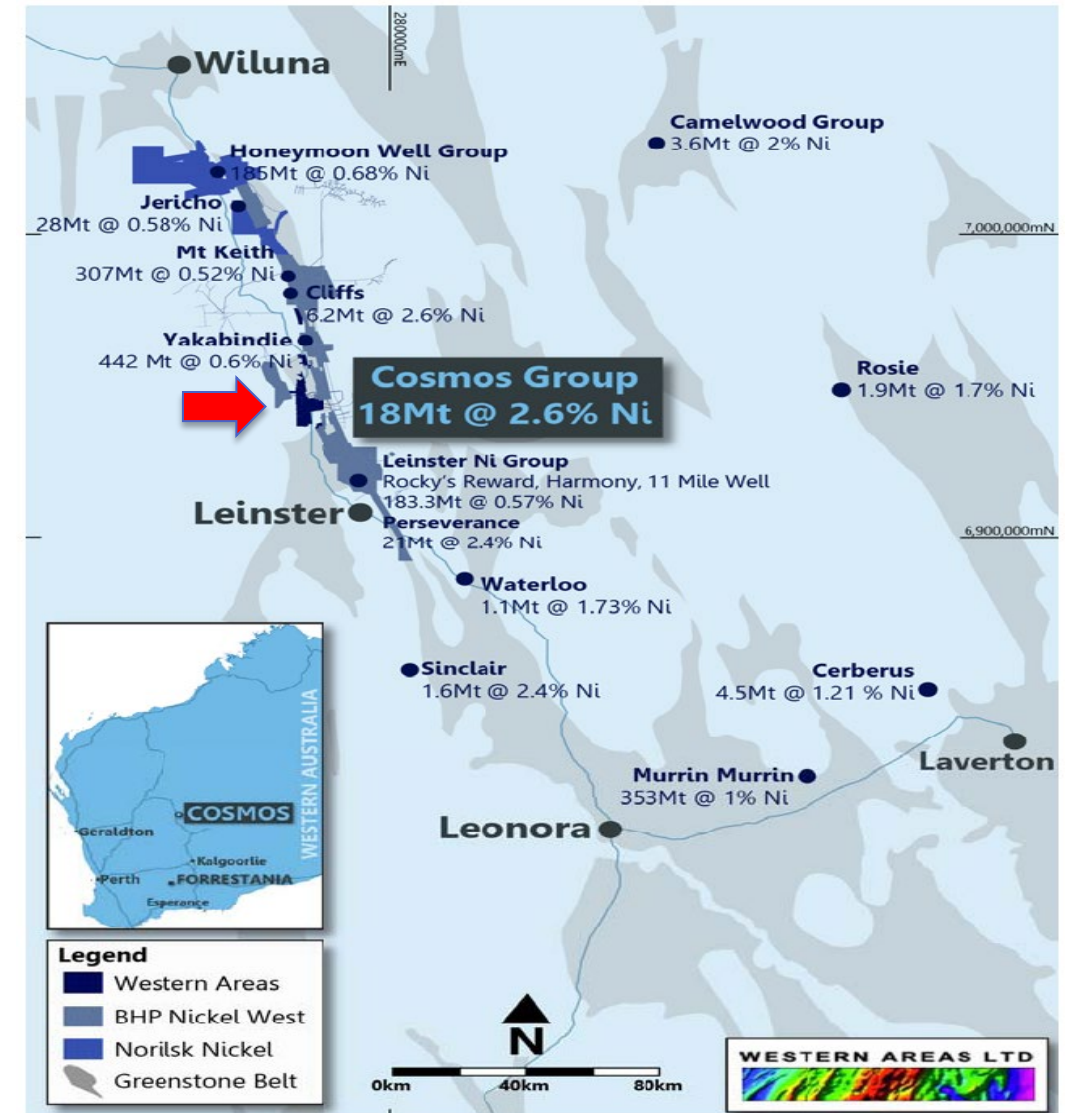 Wiluna
280000mE
Camelwood Group
3.6Mt @ 2% Ni
Honeymoon Well Group
185Mt @ 0.68% Ni
Jericho
28Mt @ 0.58% Ni
7,000,000mN
Mt Keith
307Mt @ 0.52% Ni
Cliffs
6.2Mt @ 2.6% Ni
Yakabindie
442 Mt @ 0.6% Ni
Rosie
1.9Mt @ 1.7% Ni
Cosmos Group
18Mt @ 2.6% Ni
Leinster Ni Group
Rocky's Reward, Harmony, 11 Mile Well
183.3Mt @ 0.57% Ni
Leinster
Perseverance
21Mt @ 2.4% Ni
6,900,000mN
Waterloo
1.1Mt @ 1.73% Ni
Sinclair
1.6Mt @ 2.4% Ni
Cerberus
4.5Mt @ 1.21 % Ni
Laverton
Murrin Murrin
353Mt @ 1% Ni
Leonora
WESTERN AUSTRALIA
COSMOS
Geraldton
Kalgoorlie
Perth
FORRESTANIA
Esperance
Legend
Western Areas
BHP Nickel West
Norilsk Nickel
Greenstone Belt
N
0km 40km 80km
WESTERN AREAS LTD